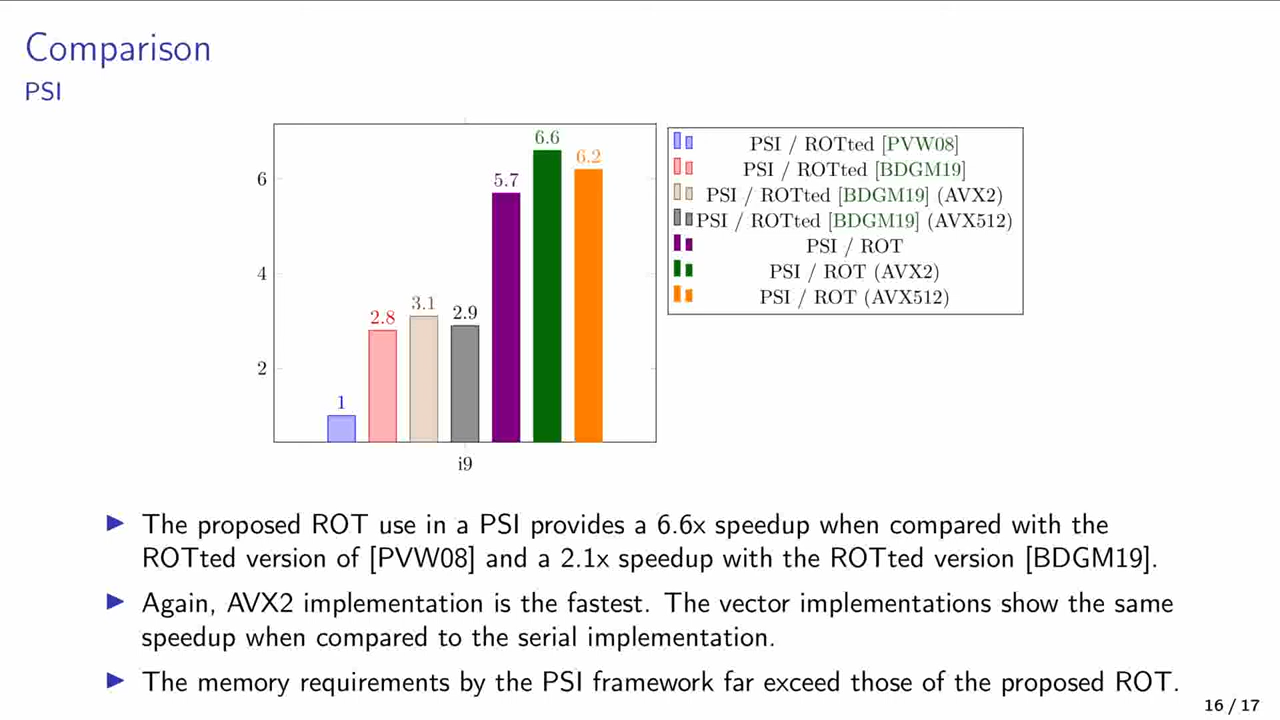 Comparison
PSI
6
4
2
1
2.8
3.1
2.9
5.7
6.6
6.2
i9
PSI / ROTted [PVW08]
PSI / ROTted [BDGM19]
PSI / ROTted [BDGM19] (AVX2)
PSI / ROTted [BDGM19] (AVX512)
PSI / ROT
PSI / ROT (AVX2)
PSI / ROT (AVX512)
The proposed ROT use in a PSI provides a 6.6x speedup when compared with the
ROTted version of [PVW08] and a 2.1x speedup with the ROTted version [BDGM19].
Again, AVX2 implementation is the fastest. The vector implementations show the same
speedup when compared to the serial implementation.
The memory requirements by the PSI framework far exceed those of the proposed ROT.
16 / 17